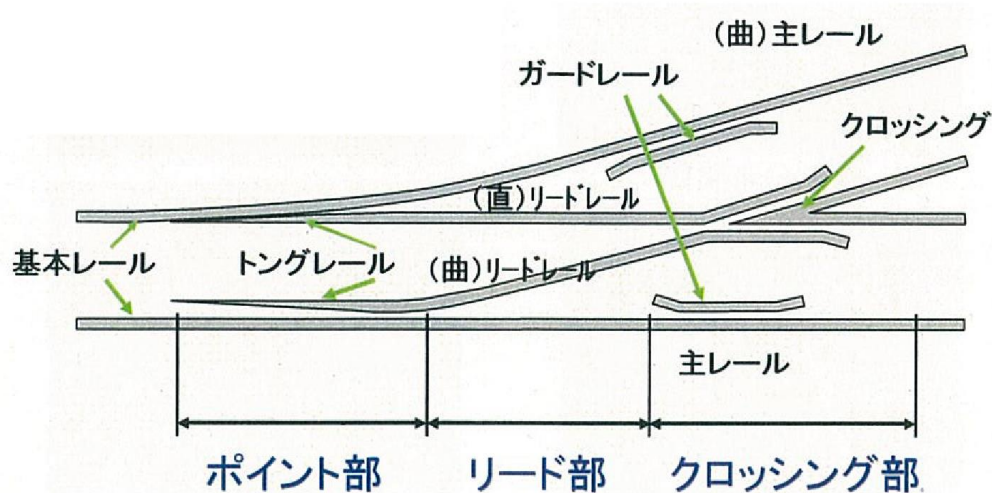 (曲)主レール
ガードレール
クロッシング
(直)リードレール
基本レール
トングレール
(曲)リードレール
主レール
ポイント部
リード部
クロッシング部